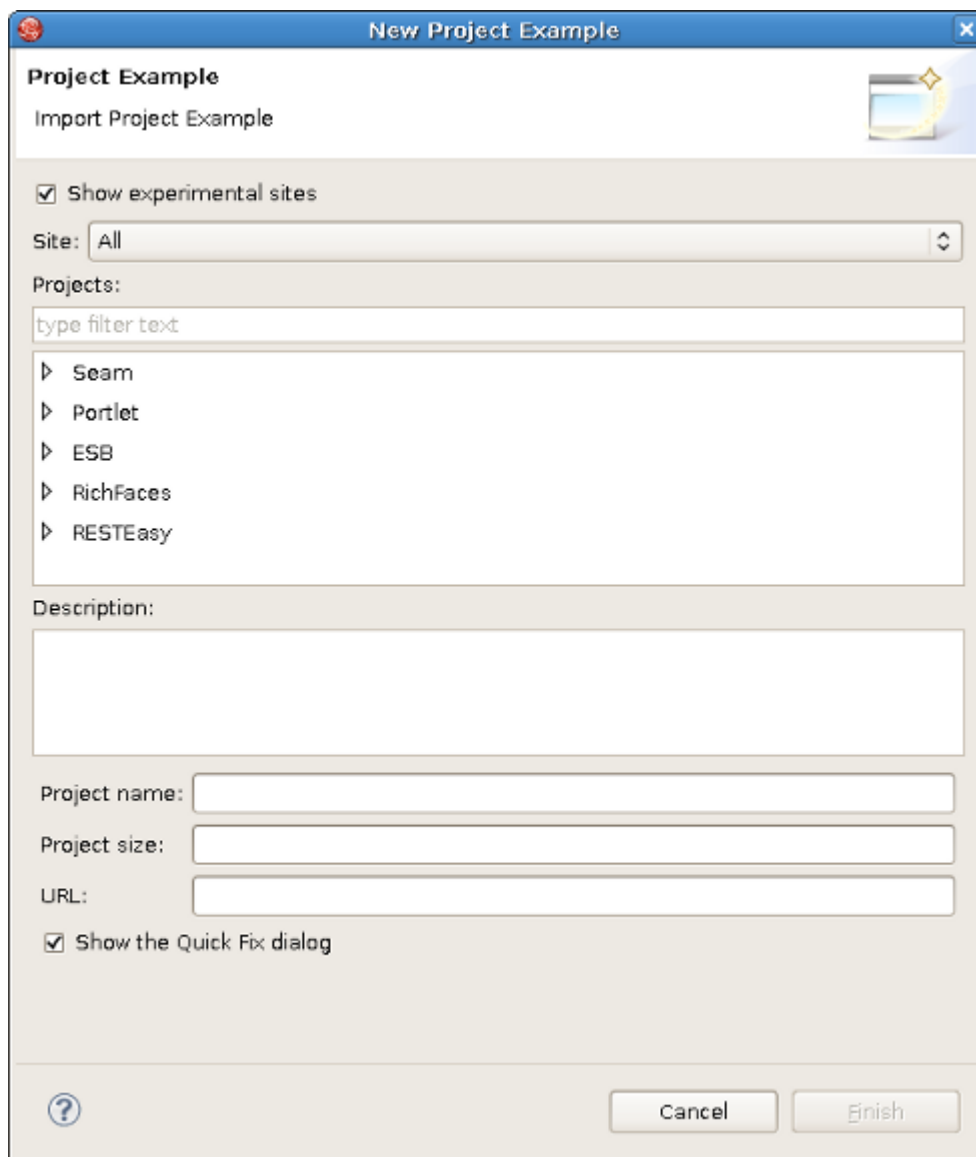 New Project Example
Project Example
Import Project Example
Show experimental sites
Site: All
Projects:
type filter text
Seam
Portlet
ESB
RichFaces
RESTEasy
Description:
Project name:
Project size:
URL:
Show the Quick Fix dialog
? Cancel Finish